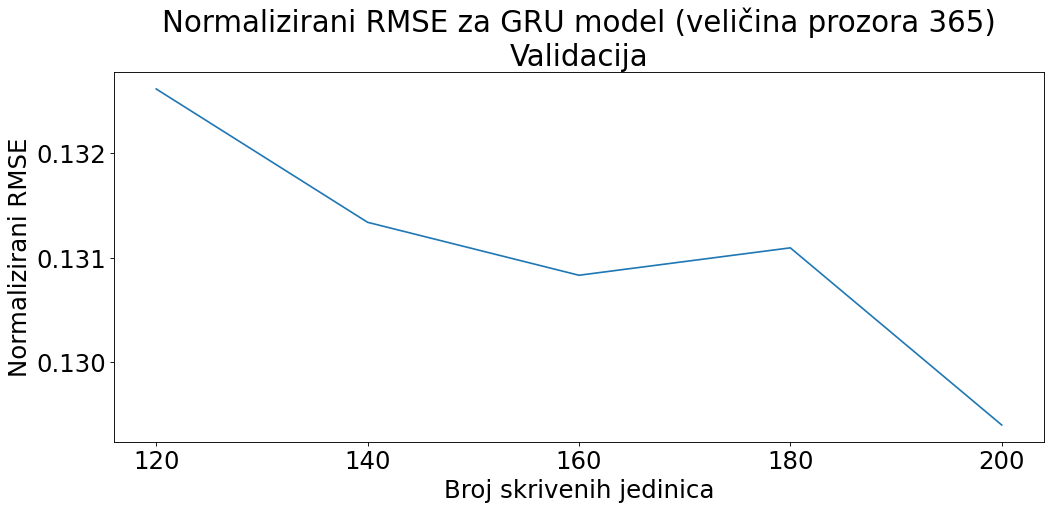 Normalizirani RMSE za GRU model (veličina prozora 365)
Validacija
Normalizirani RMSE
0.132
0.131
0.130
120 140 160 180 200
Broj skrivenih jedinica